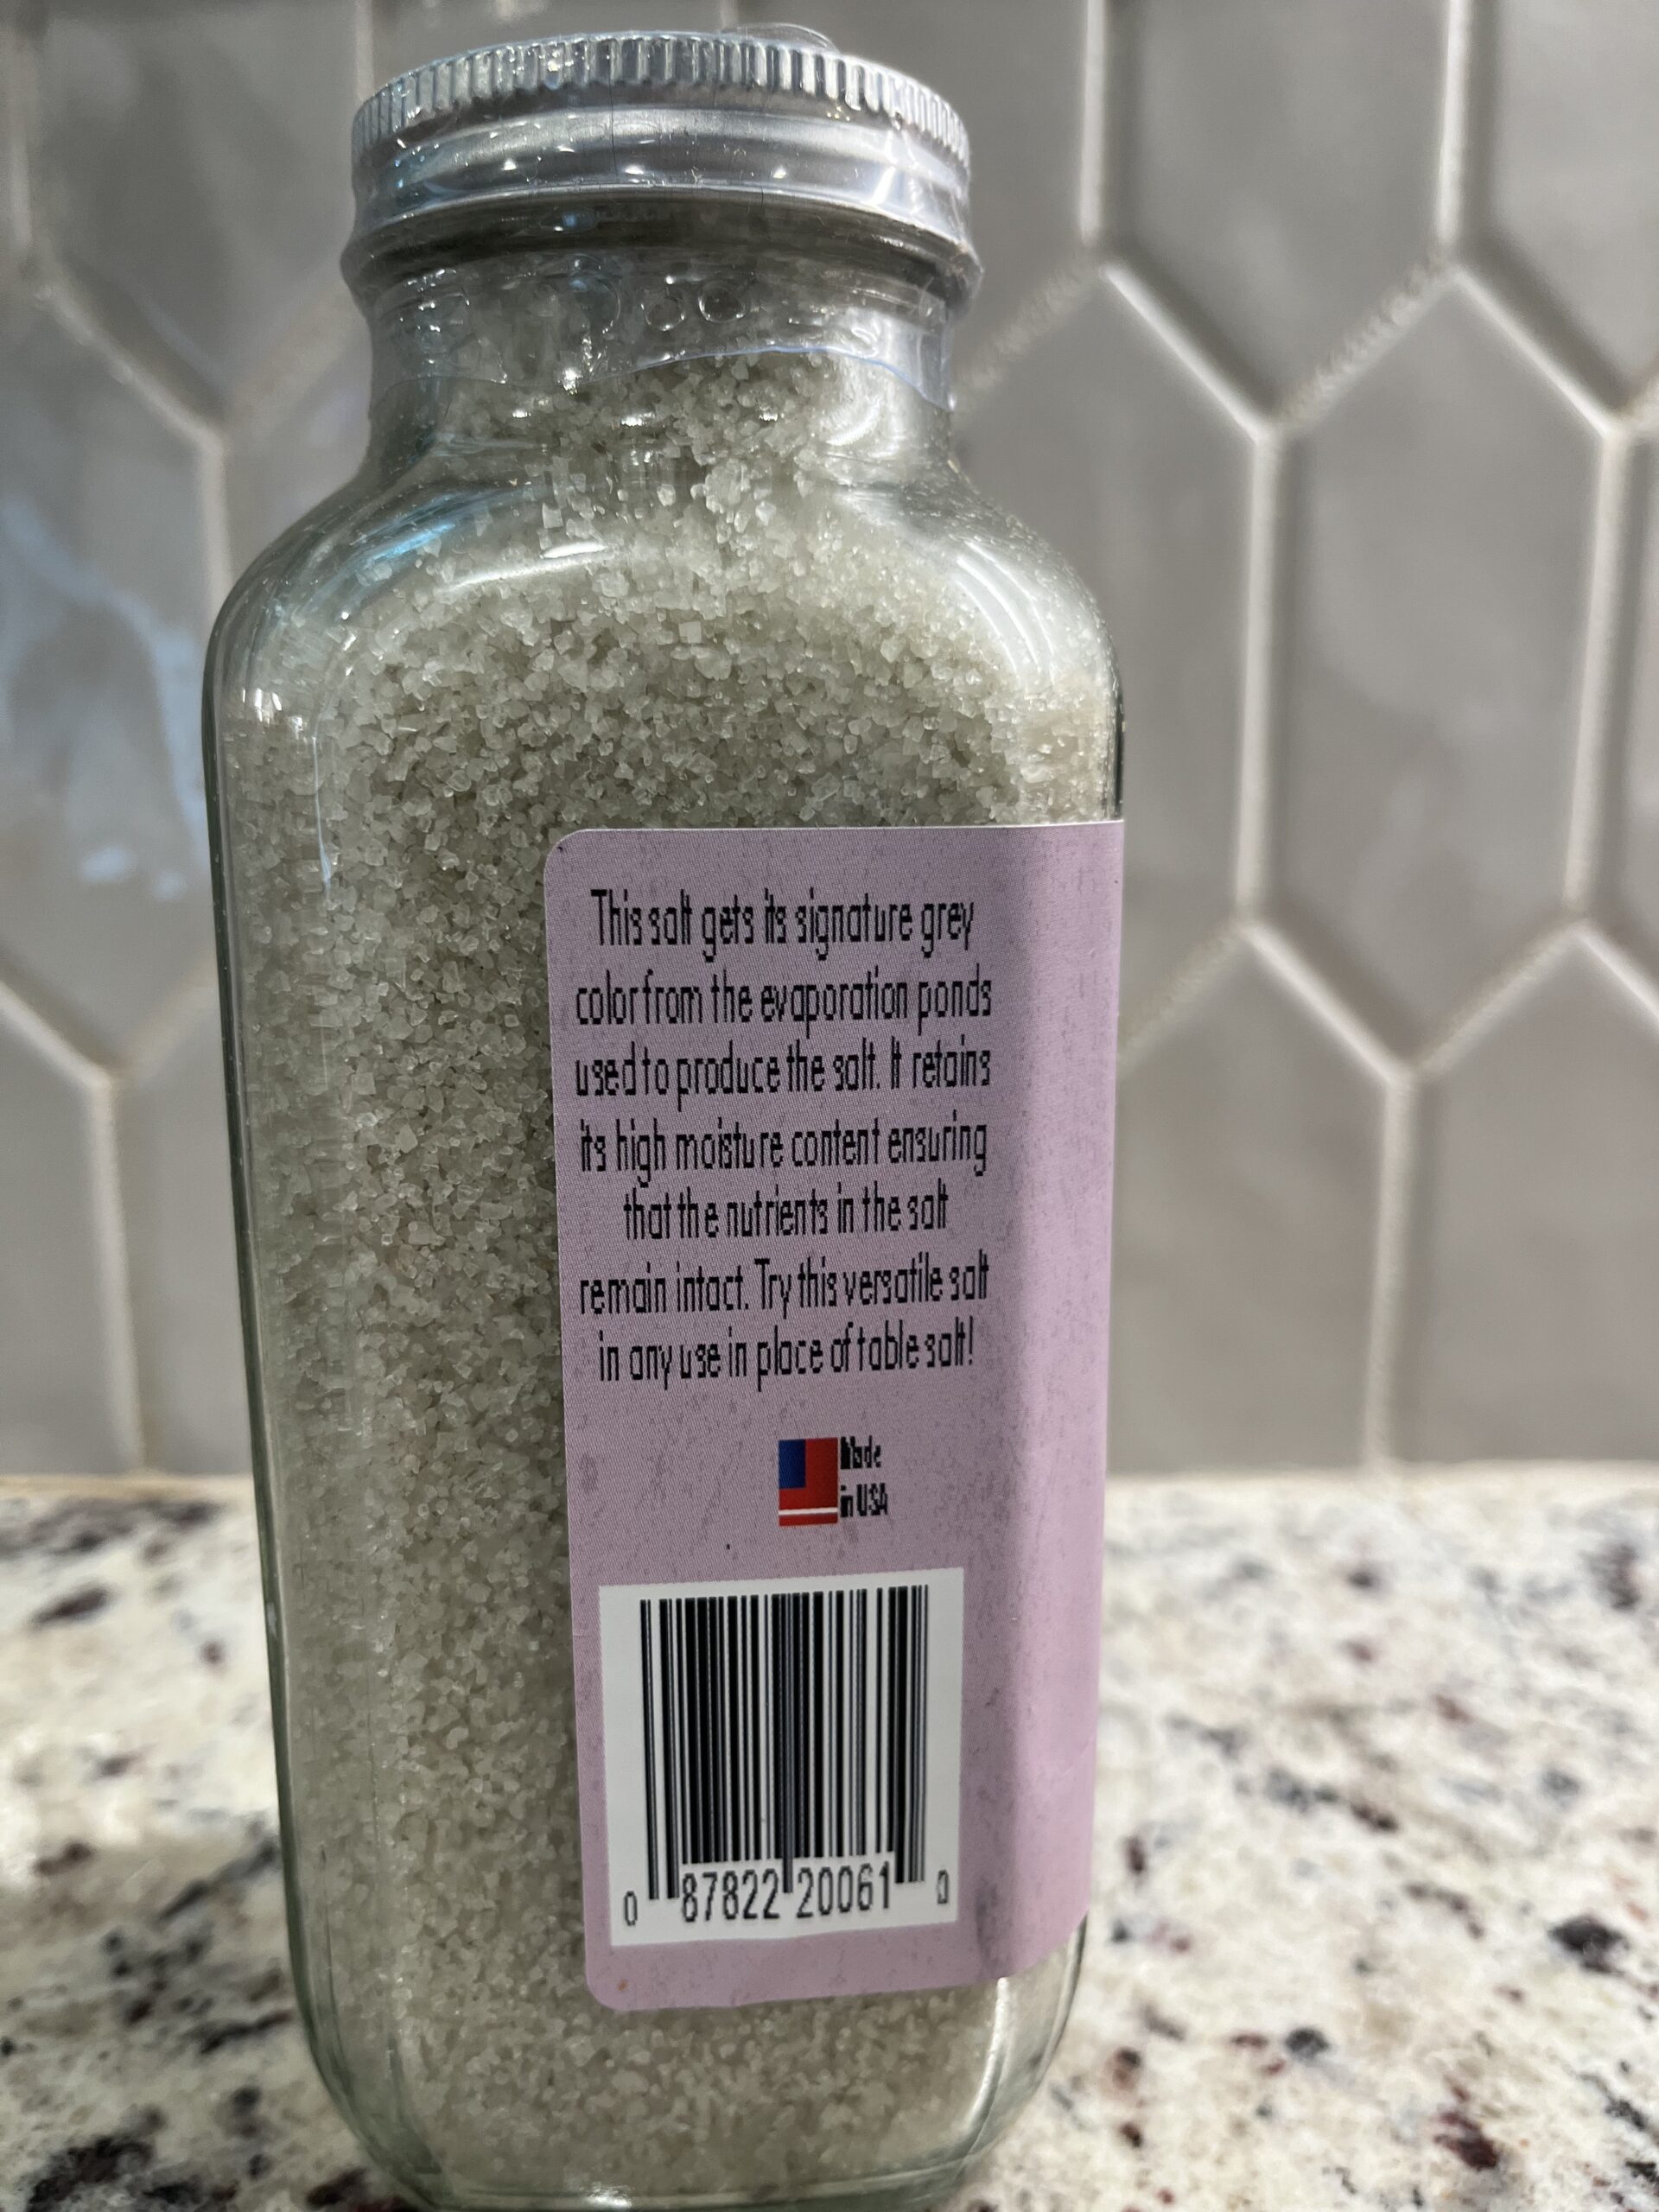 This salt gets its signature grey
color from the evaporation ponds
used to produce the salt. It retains
its high moisture content ensuring
that the nutrients in the salt
remain intact. Try this versatile salt
in any use in place of table salt!
Made
in USA
0 87822 20061 0